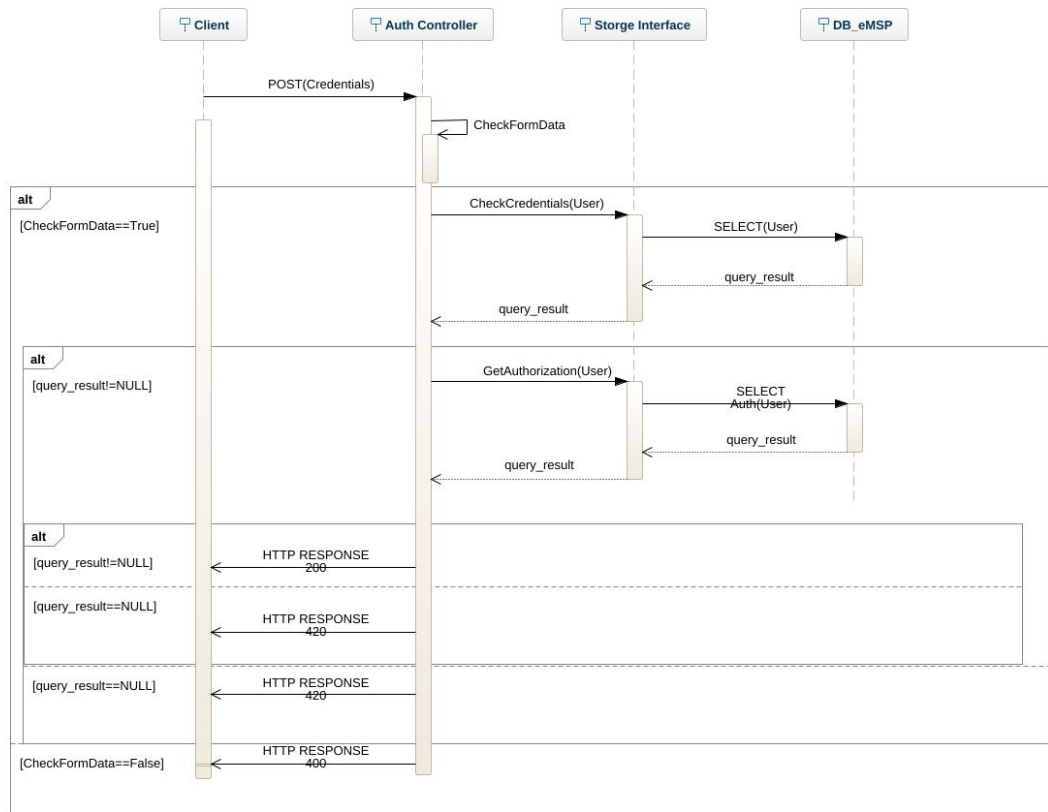 Client
Auth Controller
Storge Interface
DB_eMSP
POST(Credentials)
CheckFormData
alt
[CheckFormData==True]
CheckCredentials(User)
SELECT(User)
query_result
query_result
alt
[query_result!=NULL]
GetAuthorization(User)
SELECT
Auth(User)
query_result
query_result
alt
[query_result!=NULL]
HTTP RESPONSE
200
[query_result==NULL]
HTTP RESPONSE
420
[query_result==NULL]
HTTP RESPONSE
420
[CheckFormData==False]
HTTP RESPONSE
400